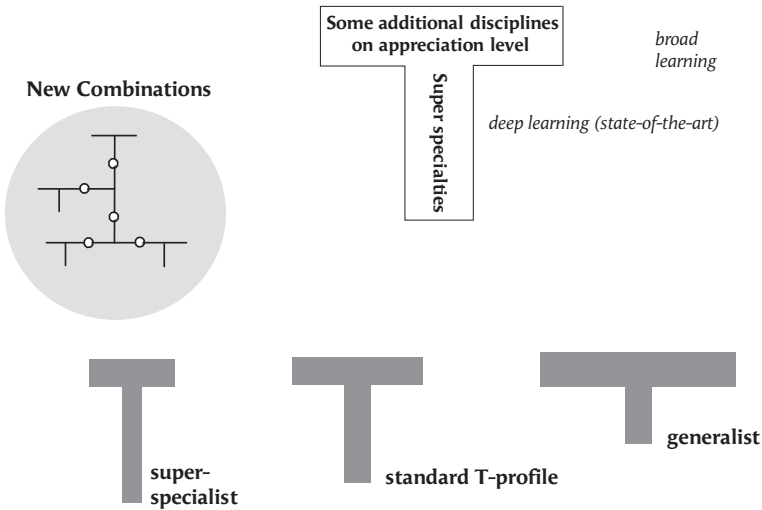 Some additional disciplines
on appreciation level
broad
learning
New Combinations
Super specialties
deep learning (state-of-the-art)
super-
specialist
standard T-profile
generalist